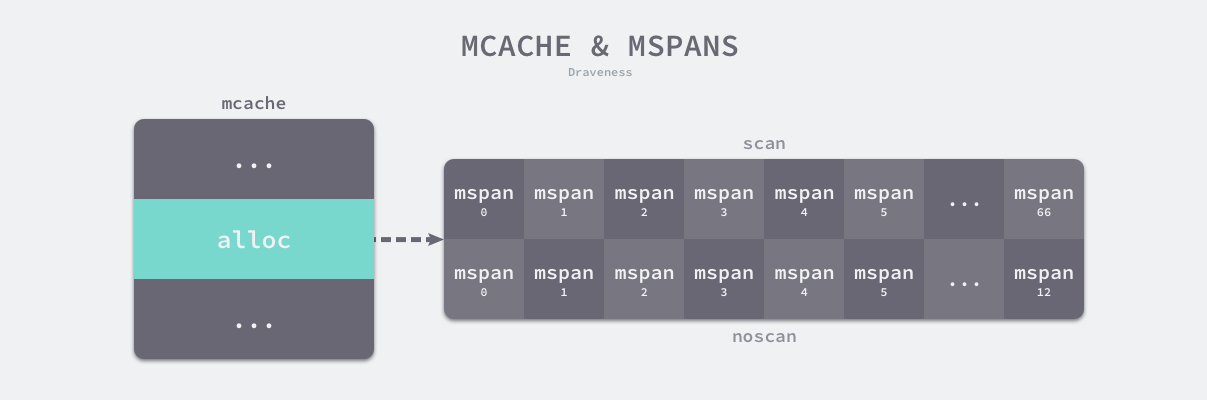 MCACHE & MSPANS
Draveness
mcache
...
alloc
...
scan
mspan mspan mspan mspan mspan mspan ... mspan
0 1 2 3 4 5 66
mspan mspan mspan mspan mspan mspan ... mspan
0 1 2 3 4 5 12
noscan